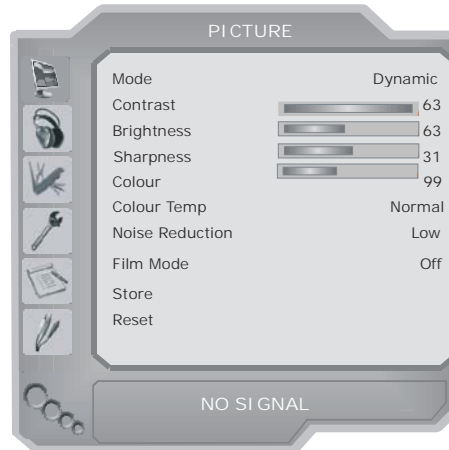 PICTURE
Mode Dynamic
Contrast 63
Brightness 63
Sharpness 31
Colour 99
Colour Temp Normal
Noise Reduction Low
Film Mode Off
Store
Reset
NO SIGNAL